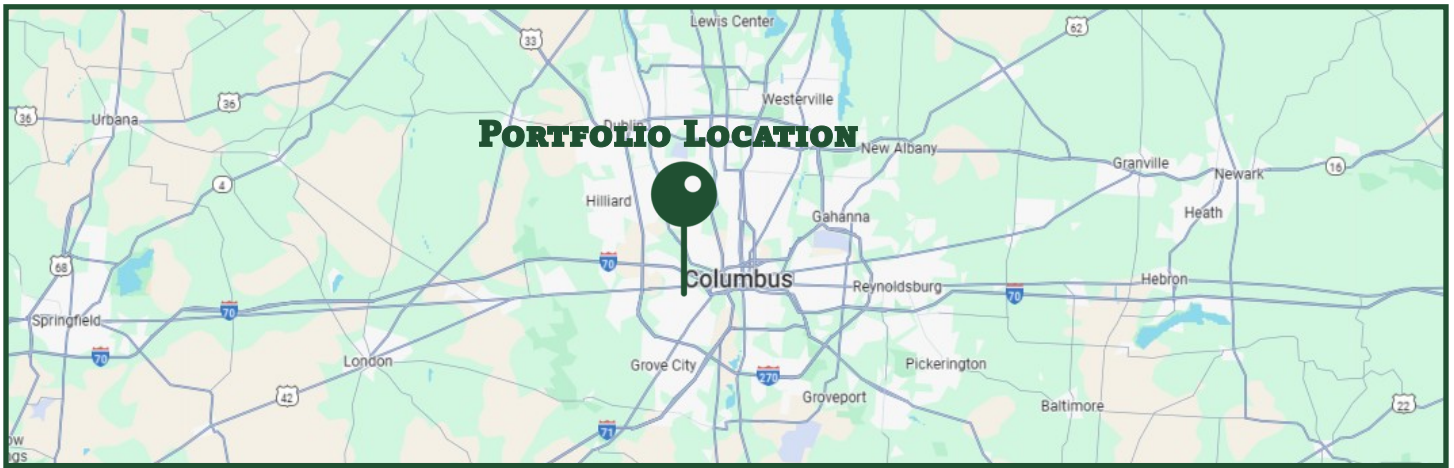 Lewis Center
62
33
36
36
Westerville
Urbana
Dublin
PORTFOLIO LOCATION
New Albany
Granville
16
Newark
4
Hilliard
Heath
Gahanna
68
70
Columbus
Hebron
Reynoldsburg
70
70
Springfield
70
London
Grove City
Pickerington
270
42
Groveport
Baltimore
22
71
ow
ngs